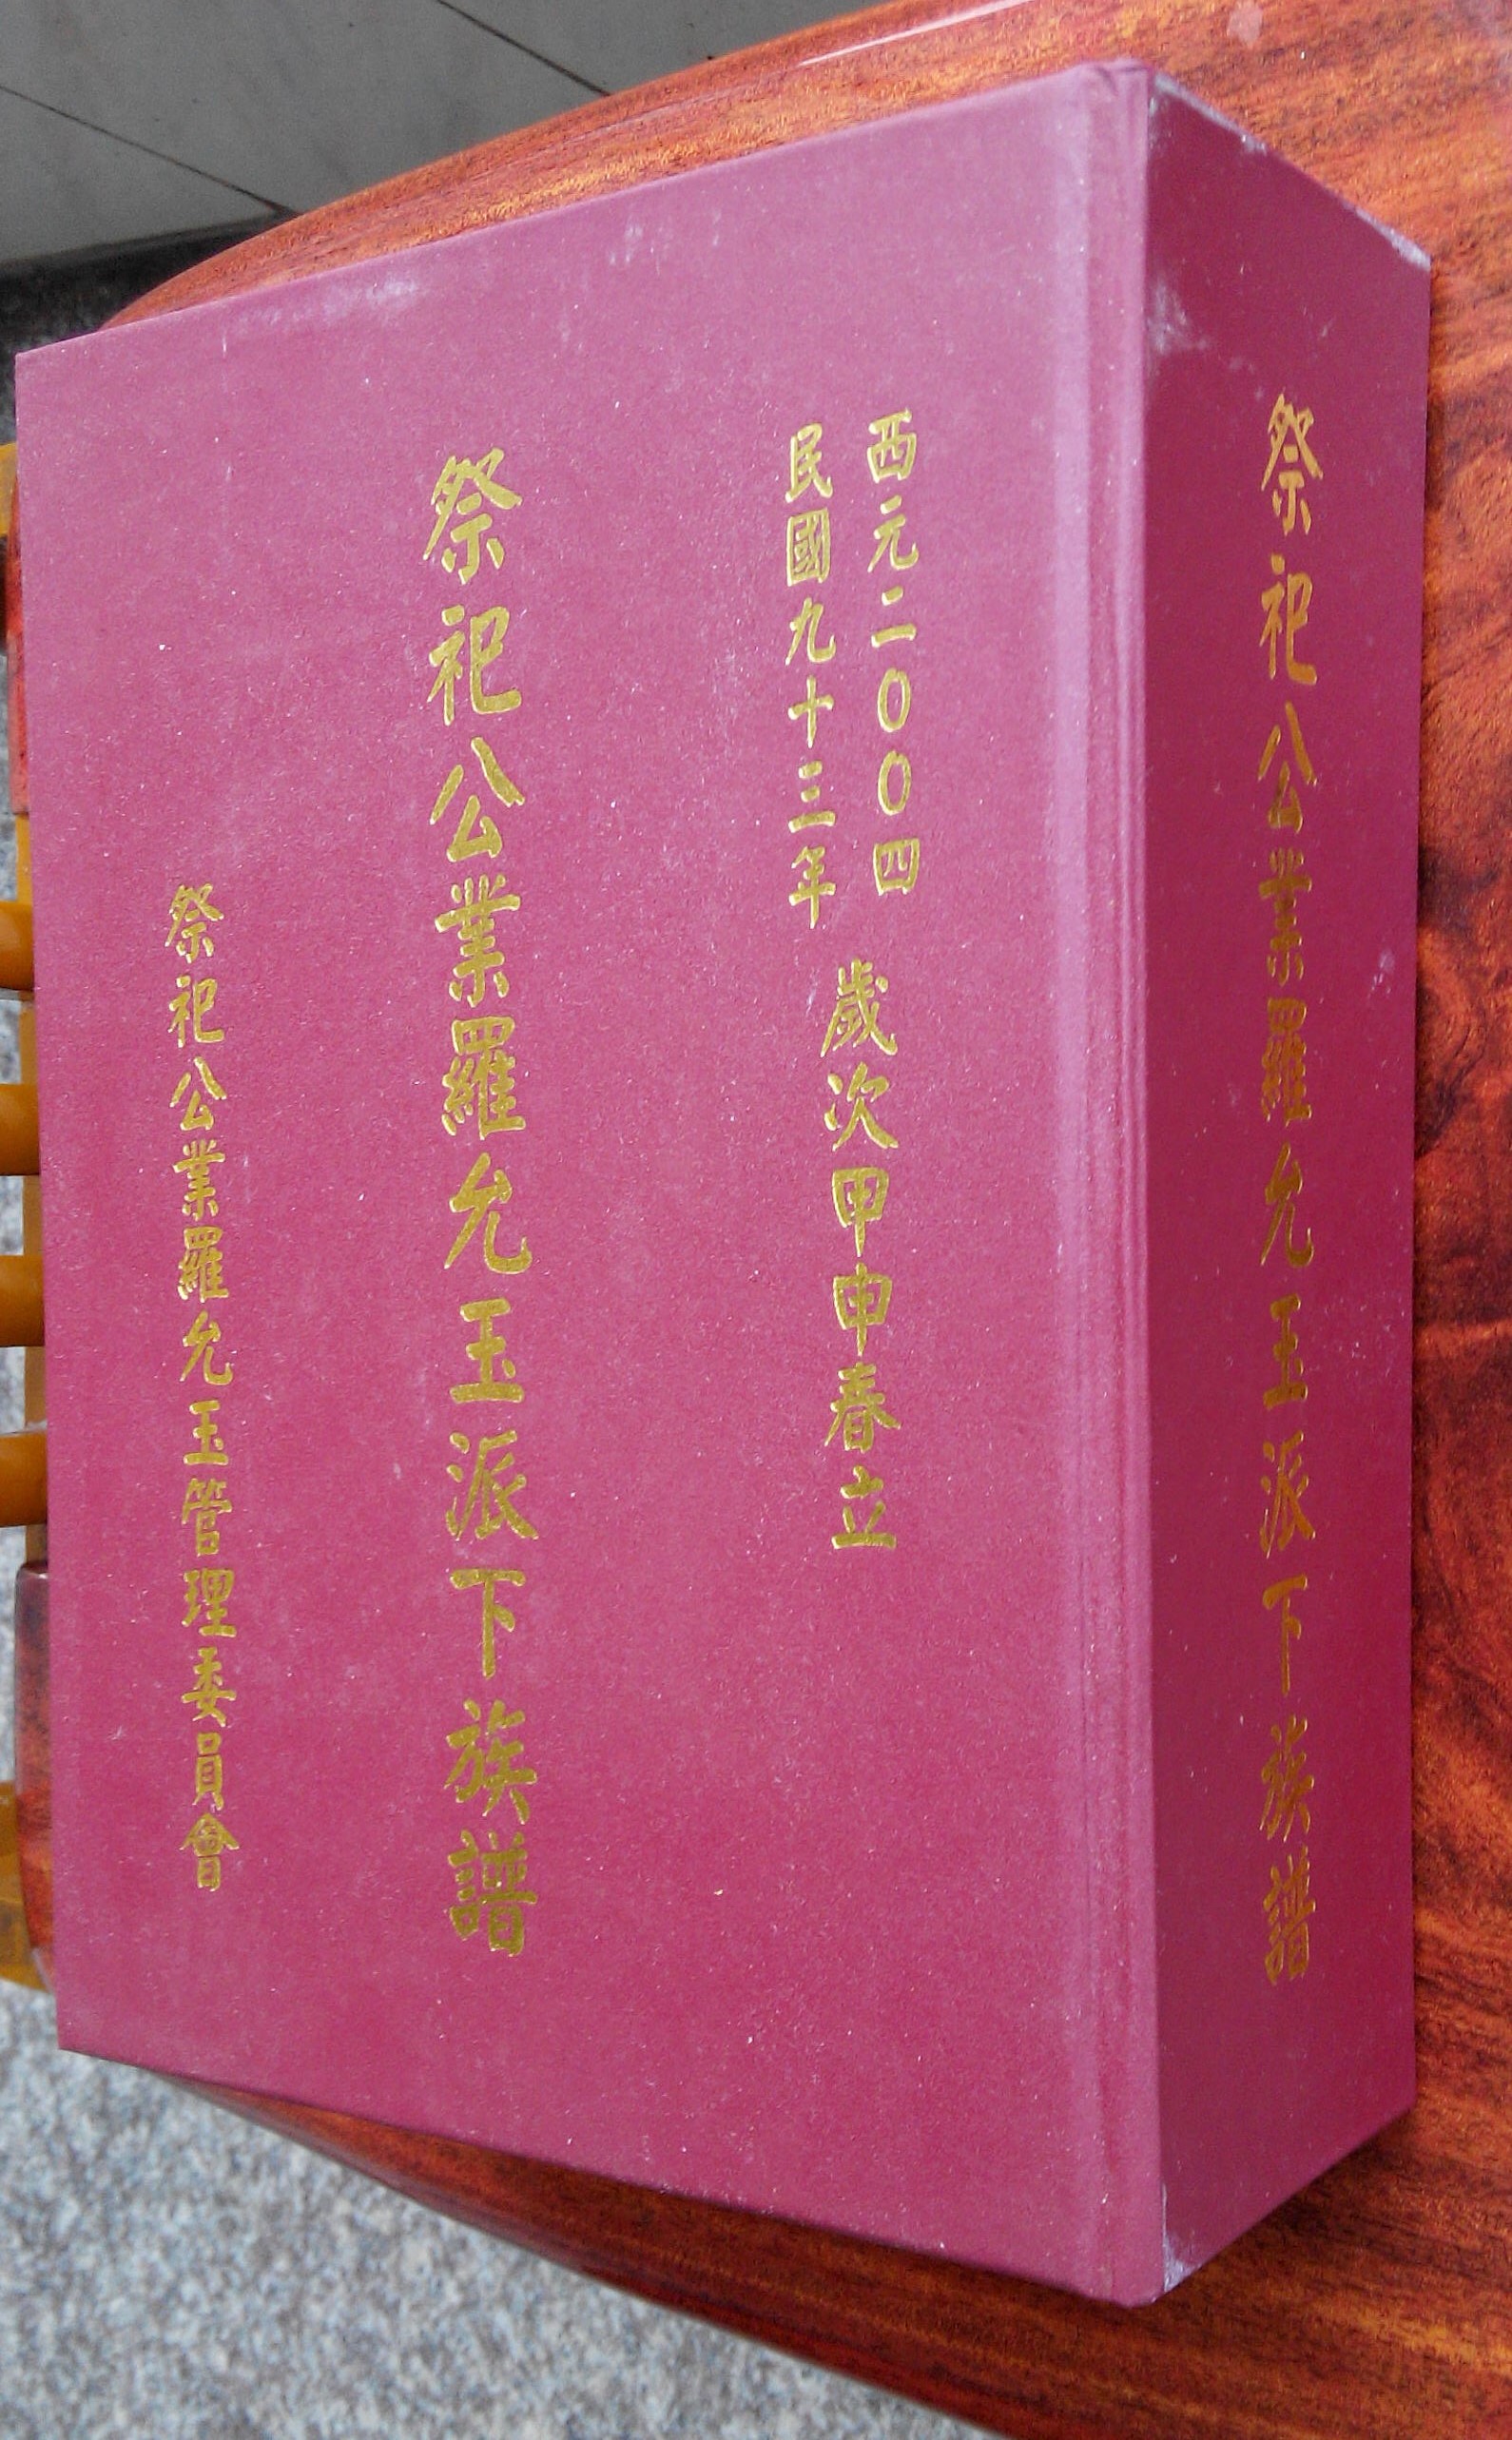 西元二００四
民國九十三年
歲次甲申春立
祭祀公業羅允玉派下族譜
祭祀公業羅允玉管理委員會
祭祀公業羅允玉派下族譜